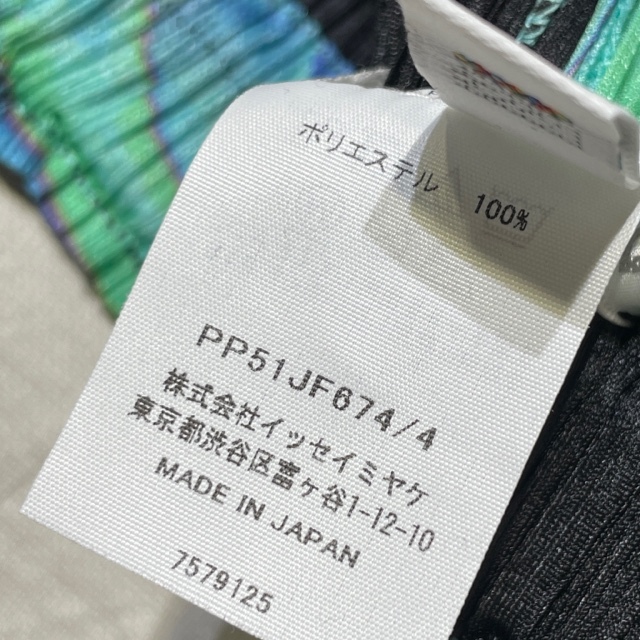 ポリエステル 100%
PP51JF674/4
株式会社イッセイミヤケ
東京都渋谷区富ヶ谷1-12-10
MADE IN JAPAN
7579125